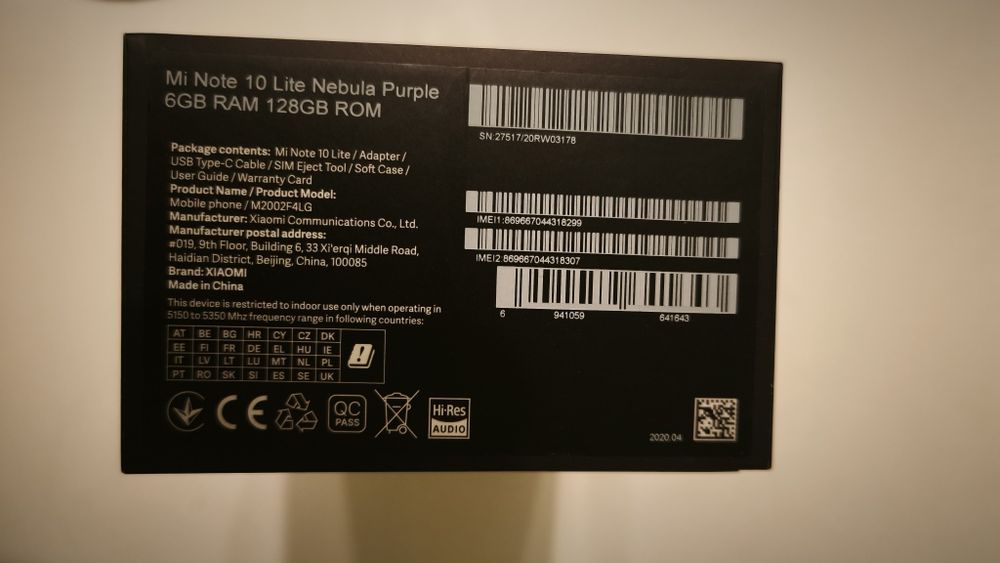 Mi Note 10 Lite Nebula Purple
6GB RAM 128GB ROM
Package contents: Mi Note 10 Lite / Adapter /
USB Type-C Cable / SIM Eject Tool / Soft Case /
User Guide / Warranty Card
Product Name / Product Model:
Mobile phone / M2002F4LG
Manufacturer: Xiaomi Communications Co., Ltd.
Manufacturer postal address:
#019, 9th Floor, Building 6, 33 Xi'erqi Middle Road,
Haidian District, Beijing, China, 100085
Brand: XIAOMI
Made in China
This device is restricted to indoor use only when operating in
5150 to 5350 Mhz frequency range in following countries:
AT BE BG HR CY CZ DK
EE FI FR DE EL HU IE
IT LV LT LU MT NL PL
PT RO SK SI ES SE UK
CE
QC
PASS
Hi-Res
AUDIO
SN:27517/20RW03178
IMEI1:869667044318299
IMEI2:869667044318307
6 941059 641643
2020.04